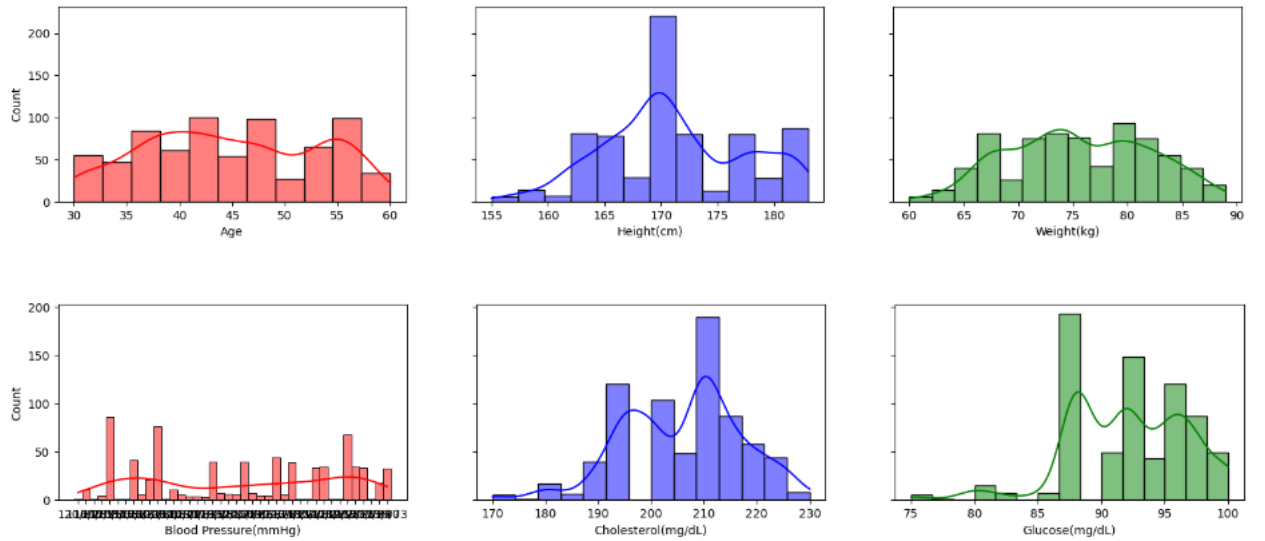 200
150
100
50
0
Count
30 35 40 45 50 55 60
Age
155 160 165 170 175 180
Height(cm)
60 65 70 75 80 85 90
Weight(kg)
200
150
100
50
0
Count
Blood Pressure(mmHg)
170 180 190 200 210 220 230
Cholesterol(mg/dL)
75 80 85 90 95 100
Glucose(mg/dL)